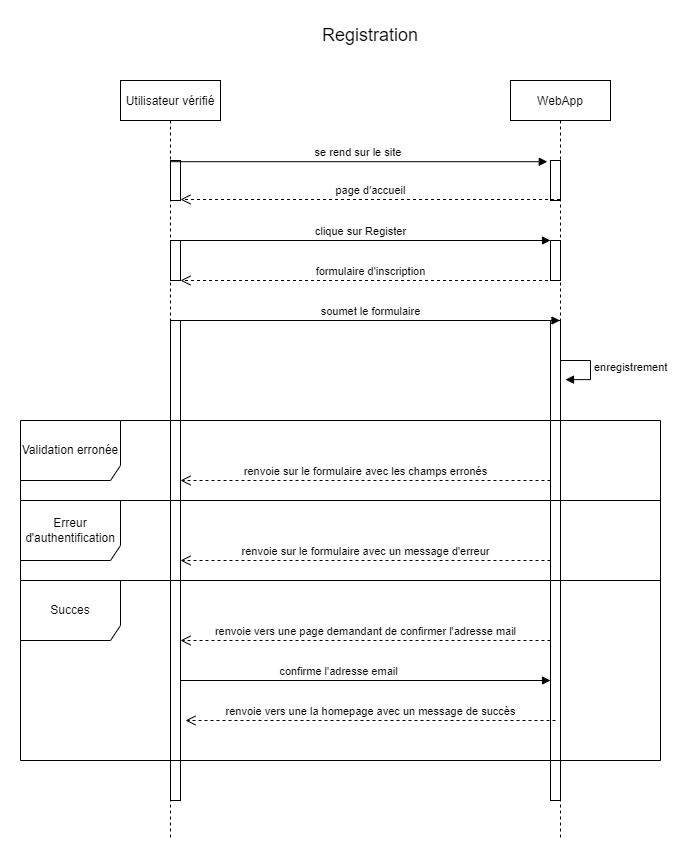 Registration
Utilisateur vérifié
WebApp
se rend sur le site
page d'accueil
clique sur Register
formulaire d'inscription
soumet le formulaire
enregistrement
Validation erronée
renvoie sur le formulaire avec les champs erronés
Erreur
d'authentification
renvoie sur le formulaire avec un message d'erreur
Succes
renvoie vers une page demandant de confirmer l'adresse mail
confirme l'adresse email
renvoie vers une la homepage avec un message de succès